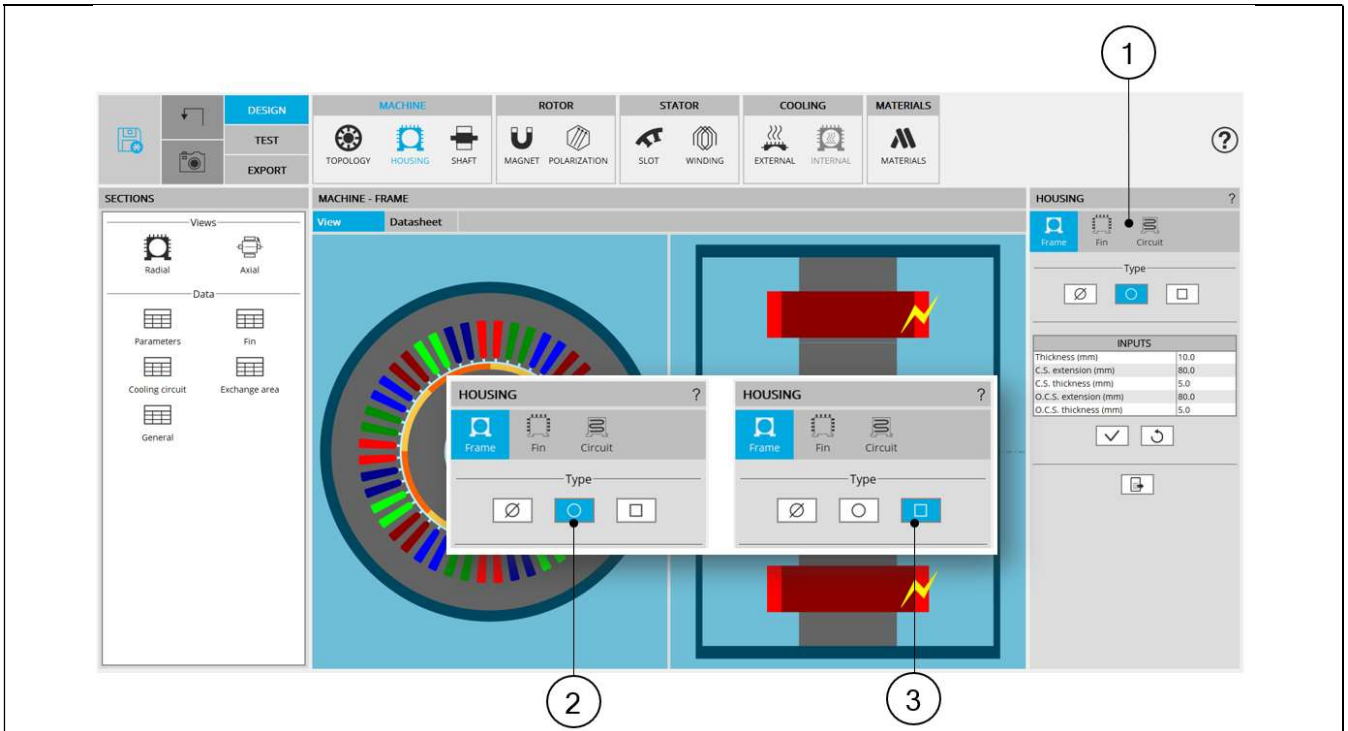 1
DESIGN
TEST
EXPORT
MACHINE
TOPOLOGY HOUSING SHAFT
ROTOR
MAGNET POLARIZATION
STATOR
SLOT WINDING
COOLING
EXTERNAL INTERNAL
MATERIALS
MATERIALS
?
SECTIONS
Views
Radial Axial
Data
Parameters Fin
Cooling circuit Exchange area
General
MACHINE - FRAME
View Datasheet
HOUSING ?
Frame Fin Circuit
Type
HOUSING ?
Frame Fin Circuit
Type
HOUSING ?
Frame Fin Circuit
Type
INPUTS
Thickness (mm) 10.0
C.S. extension (mm) 80.0
C.S. thickness (mm) 5.0
O.C.S. extension (mm) 80.0
O.C.S. thickness (mm) 5.0
2
3